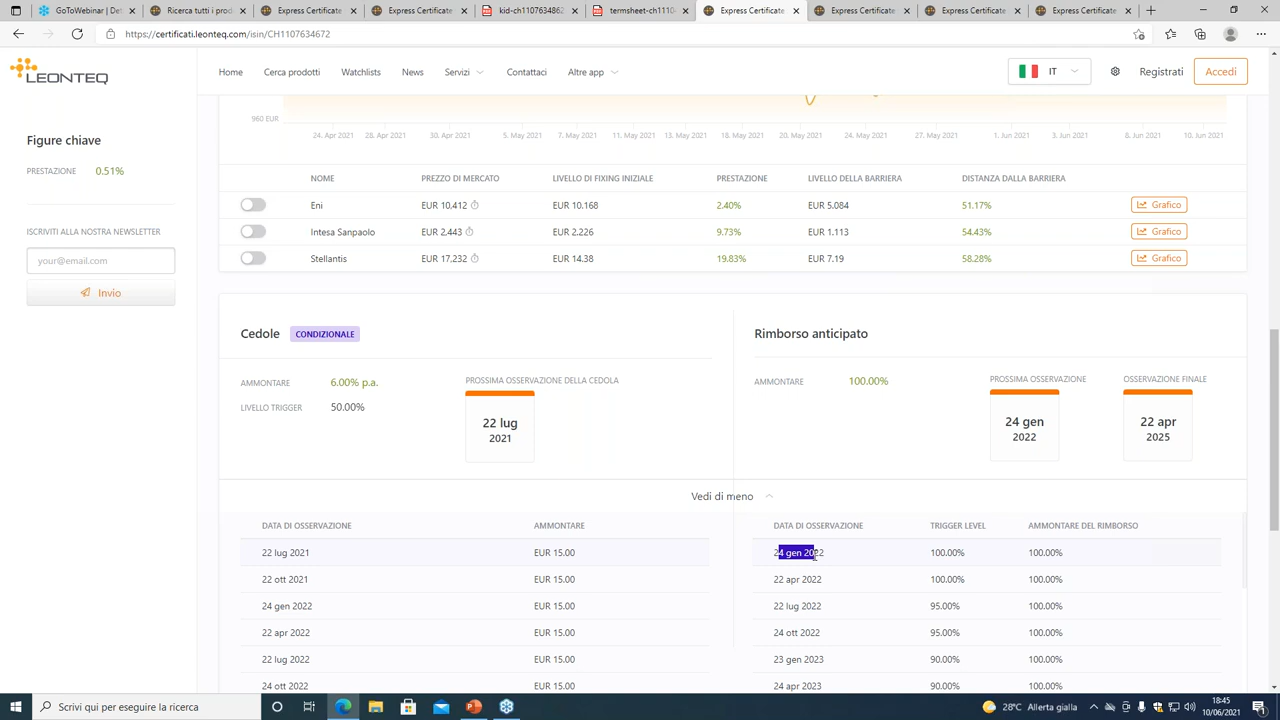 GoToWebinar | Das
Ricerca tutti i prod
Express Certificate
kid-ch1107634862
termsheet-ch1110
Express Certificate
Express Certificate
Express Certificate
Express Certificate
https://certificati.leonteq.com/isin/CH1107634672
LEONTEQ
Home
Cerca prodotti
Watchlists
News
Servizi
Contattaci
Altre app
IT
Registrati
Accedi
960 EUR
24. Apr 2021
28. Apr 2021
30. Apr 2021
5. May 2021
7. May 2021
11. May 2021
13. May 2021
18. May 2021
20. May 2021
24. May 2021
27. May 2021
1. Jun 2021
3. Jun 2021
8. Jun 2021
10. Jun 2021
Figure chiave
PRESTAZIONE 0.51%
ISCRIVITI ALLA NOSTRA NEWSLETTER
your@email.com
Invio
NOME PREZZO DI MERCATO LIVELLO DI FIXING INIZIALE PRESTAZIONE LIVELLO DELLA BARRIERA DISTANZA DALLA BARRIERA
Eni EUR 10,412 EUR 10.168 2.40% EUR 5.084 51.17% Grafico
Intesa Sanpaolo EUR 2,443 EUR 2.226 9.73% EUR 1.113 54.43% Grafico
Stellantis EUR 17,232 EUR 14.38 19.83% EUR 7.19 58.28% Grafico
Cedole CONDIZIONALE
AMMONTARE 6.00% p.a.
LIVELLO TRIGGER 50.00%
PROSSIMA OSSERVAZIONE DELLA CEDOLA
22 lug
2021
Rimborso anticipato
AMMONTARE 100.00%
PROSSIMA OSSERVAZIONE
24 gen
2022
OSSERVAZIONE FINALE
22 apr
2025
Vedi di meno
DATA DI OSSERVAZIONE AMMONTARE
22 lug 2021 EUR 15.00
22 ott 2021 EUR 15.00
24 gen 2022 EUR 15.00
22 apr 2022 EUR 15.00
22 lug 2022 EUR 15.00
24 ott 2022 EUR 15.00
DATA DI OSSERVAZIONE TRIGGER LEVEL AMMONTARE DEL RIMBORSO
24 gen 2022 100.00% 100.00%
22 apr 2022 100.00% 100.00%
22 lug 2022 95.00% 100.00%
24 ott 2022 95.00% 100.00%
23 gen 2023 90.00% 100.00%
24 apr 2023 90.00% 100.00%
Scrivi qui per eseguire la ricerca
28°C Allerta gialla
18:45
10/06/2021